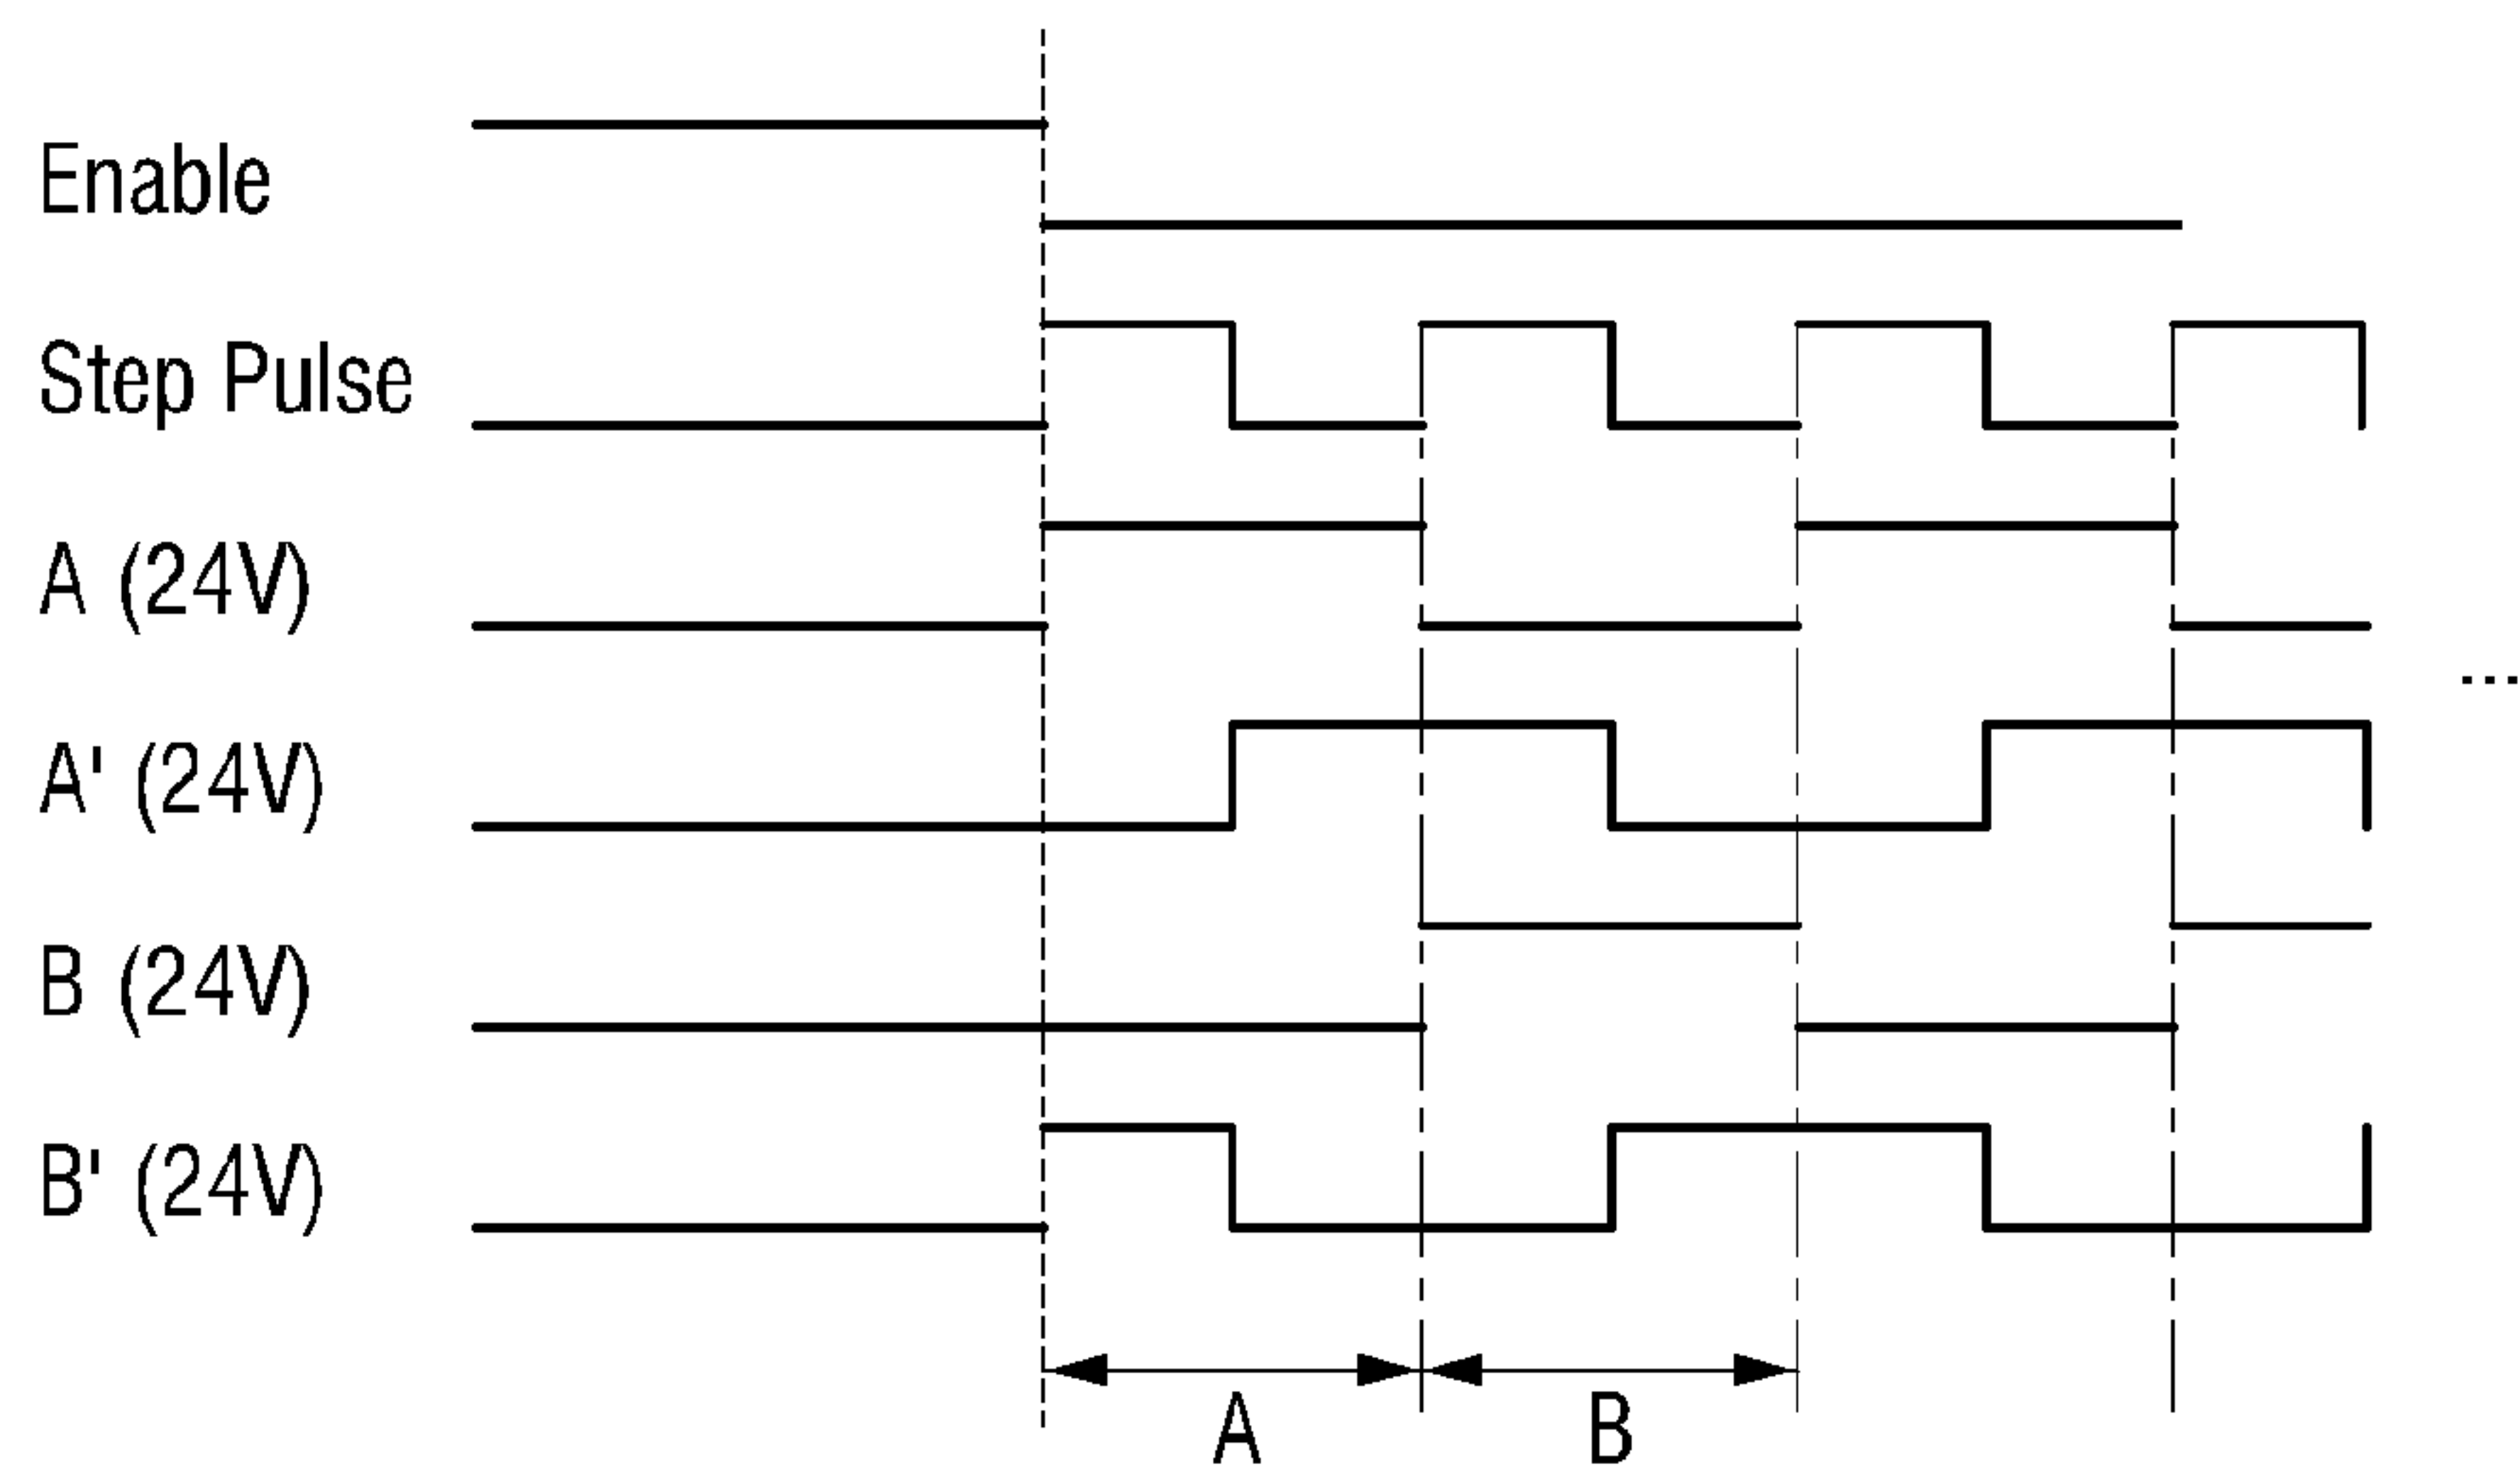 Enable
Step Pulse
A (24V)
...
A' (24V)
B (24V)
B' (24V)
A
B